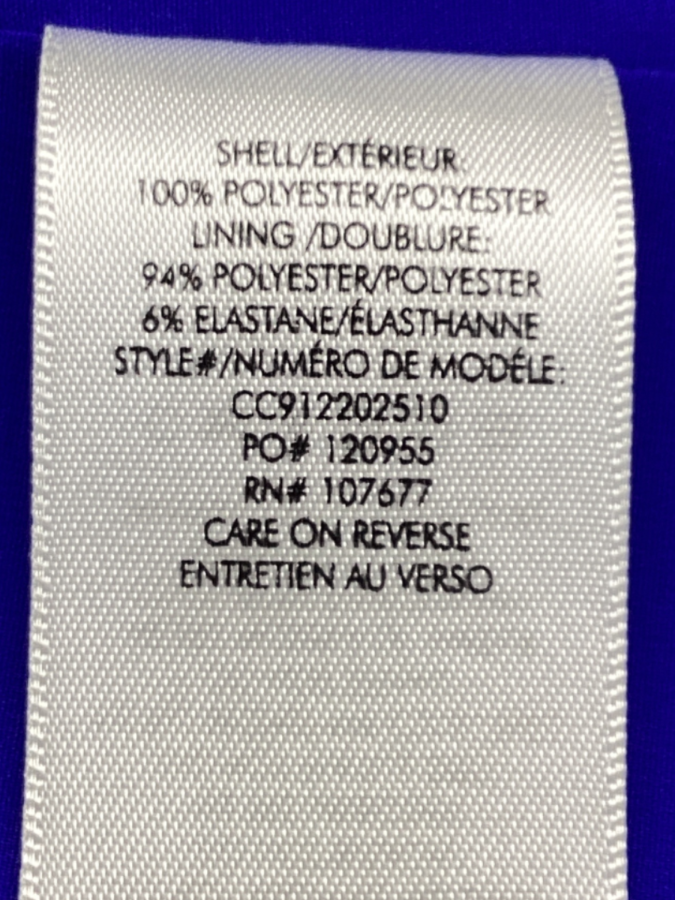 SHELL/EXTÉRIEUR:
100% POLYESTER/POLYESTER
LINING /DOUBLURE:
94% POLYESTER/POLYESTER
6% ELASTANE/ÉLASTHANNE
STYLE#/NUMÉRO DE MODÉLE:
CC912202510
PO# 120955
RN# 107677
CARE ON REVERSE
ENTRETIEN AU VERSO